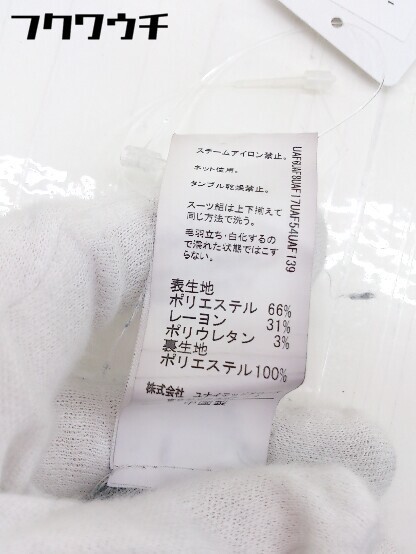 フクワウチ
スチームアイロン禁止。
ネット使用。
タンブル乾燥禁止。
スーツ組は上下揃えて
同じ方法で洗う。
毛羽立ち・白化するの
で濡れた状態ではこす
らない。
表生地
ポリエステル 66%
レーヨン 31%
ポリウレタン 3%
裏生地
ポリエステル100%
株式会社